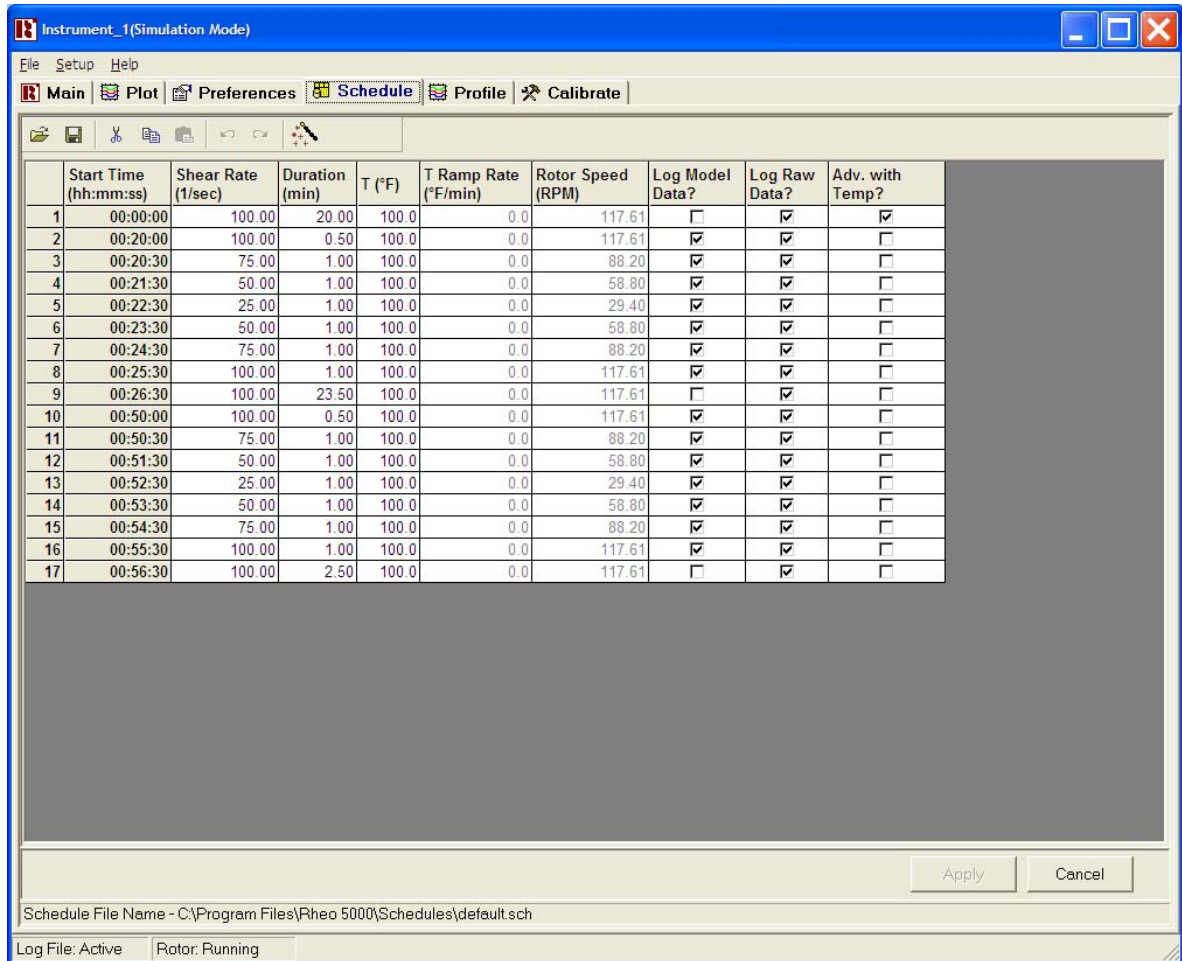 Instrument_1(Simulation Mode)
File Setup Help
Main Plot Preferences Schedule Profile Calibrate
Start Time (hh:mm:ss) Shear Rate (1/sec) Duration (min) T (°F) T Ramp Rate (°F/min) Rotor Speed (RPM) Log Model Data? Log Raw Data? Adv. with Temp?
1 00:00:00 100.00 20.00 100.0 0.0 117.61
2 00:20:00 100.00 0.50 100.0 0.0 117.61
3 00:20:30 75.00 1.00 100.0 0.0 88.20
4 00:21:30 50.00 1.00 100.0 0.0 58.80
5 00:22:30 25.00 1.00 100.0 0.0 29.40
6 00:23:30 50.00 1.00 100.0 0.0 58.80
7 00:24:30 75.00 1.00 100.0 0.0 88.20
8 00:25:30 100.00 1.00 100.0 0.0 117.61
9 00:26:30 100.00 23.50 100.0 0.0 117.61
10 00:50:00 100.00 0.50 100.0 0.0 117.61
11 00:50:30 75.00 1.00 100.0 0.0 88.20
12 00:51:30 50.00 1.00 100.0 0.0 58.80
13 00:52:30 25.00 1.00 100.0 0.0 29.40
14 00:53:30 50.00 1.00 100.0 0.0 58.80
15 00:54:30 75.00 1.00 100.0 0.0 88.20
16 00:55:30 100.00 1.00 100.0 0.0 117.61
17 00:56:30 100.00 2.50 100.0 0.0 117.61
Apply Cancel
Schedule File Name - C:\Program Files\Rheo 5000\Schedules\default.sch
Log File: Active Rotor: Running